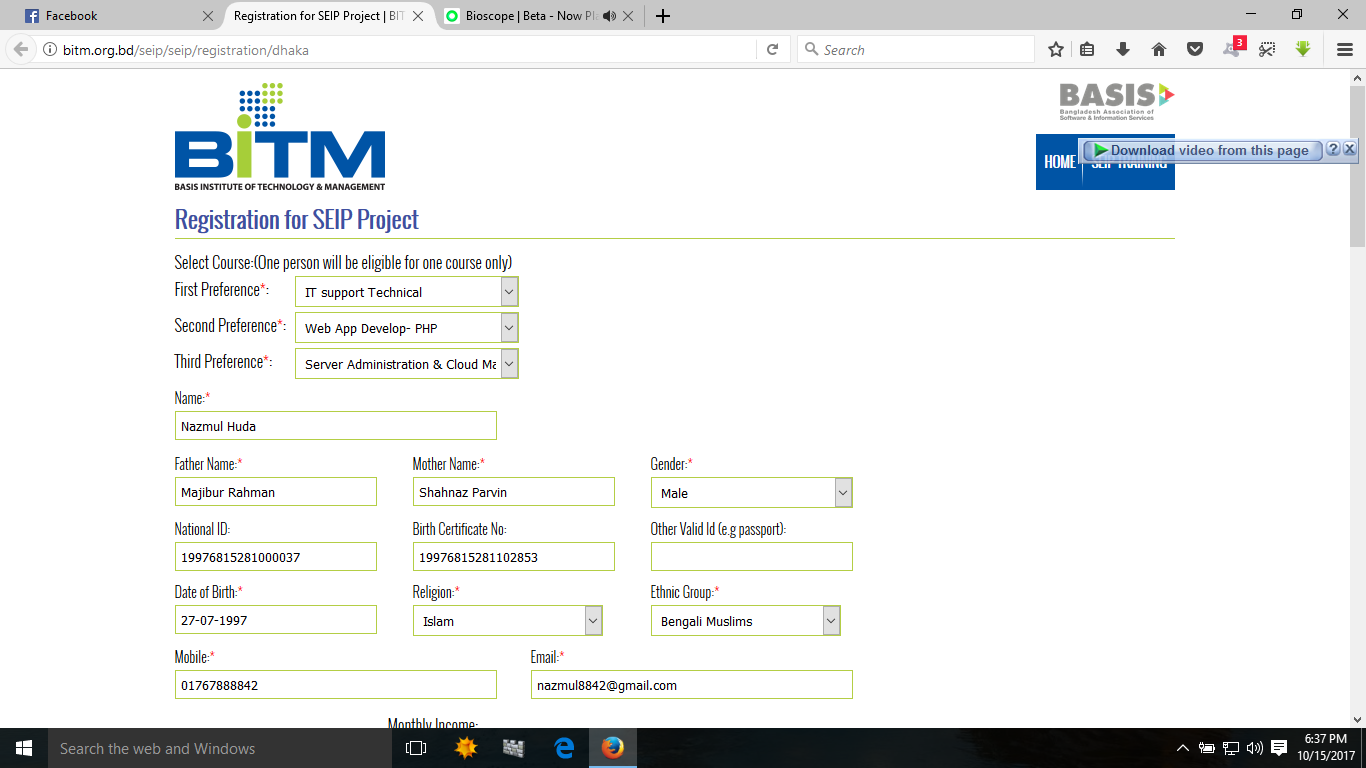 Facebook
Registration for SEIP Project | BIT
Bioscope | Beta - Now Pl
bitm.org.bd/seip/seip/registration/dhaka
Search
3
BiTM
BASIS INSTITUTE OF TECHNOLOGY & MANAGEMENT
BASIS
Bangladesh Association of
Software & Information Services
HOME
SEIP TRAINING
Download video from this page
?
Registration for SEIP Project
Select Course:(One person will be eligible for one course only)
First Preference*: IT support Technical
Second Preference*: Web App Develop- PHP
Third Preference*: Server Administration & Cloud Ma
Name:*
Nazmul Huda
Father Name:* Mother Name:* Gender:*
Majibur Rahman Shahnaz Parvin Male
National ID: Birth Certificate No: Other Valid Id (e.g passport):
19976815281000037 19976815281102853
Date of Birth:* Religion:* Ethnic Group:*
27-07-1997 Islam Bengali Muslims
Mobile:* Email:*
01767888842 nazmul8842@gmail.com
Monthly Income:
Search the web and Windows
6:37 PM
10/15/2017